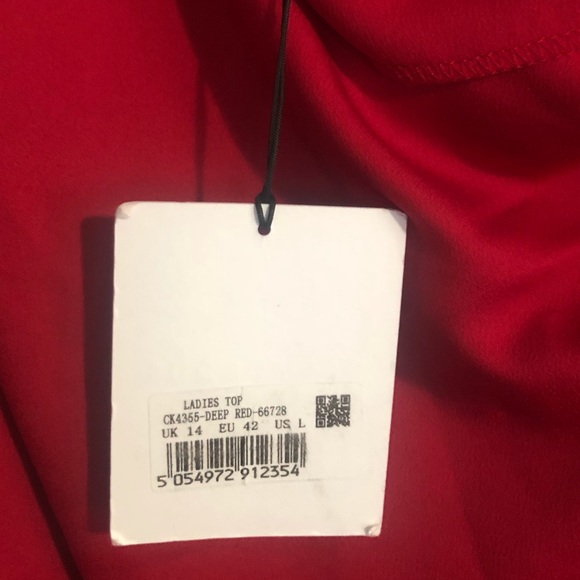 LADIES TOP
CK4355-DEEP RED-66728
UK 14 EU 42 US L
5 054972 912354